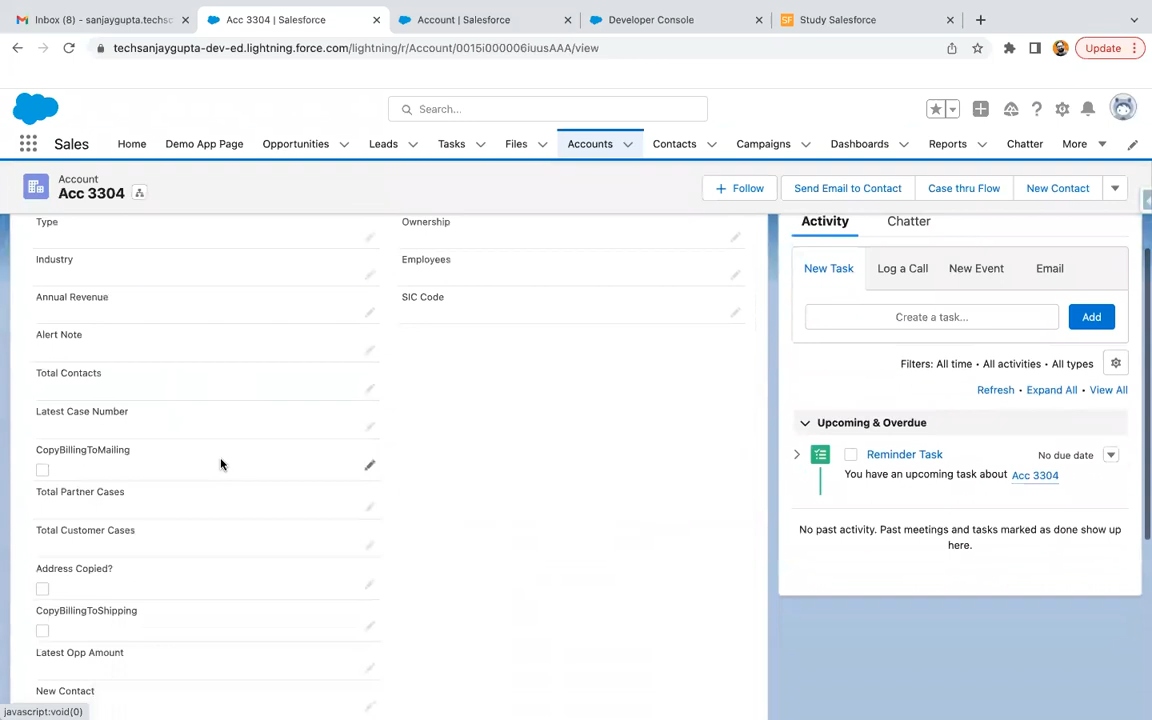 Inbox (8) - sanjaygupta.techsc
Acc 3304 | Salesforce
Account | Salesforce
Developer Console
SF
Study Salesforce
techsanjaygupta-dev-ed.lightning.force.com/lightning/r/Account/0015i000006iuusAAA/view
Update
Search...
Sales
Home
Demo App Page
Opportunities
Leads
Tasks
Files
Accounts
Contacts
Campaigns
Dashboards
Reports
Chatter
More
Account
Acc 3304
+ Follow
Send Email to Contact
Case thru Flow
New Contact
Type
Ownership
Industry
Employees
Annual Revenue
SIC Code
Alert Note
Total Contacts
Latest Case Number
CopyBillingToMailing
Total Partner Cases
Total Customer Cases
Address Copied?
CopyBillingToShipping
Latest Opp Amount
New Contact
Activity
Chatter
New Task
Log a Call
New Event
Email
Create a task...
Add
Filters: All time • All activities • All types
Refresh • Expand All • View All
Upcoming & Overdue
Reminder Task
No due date
You have an upcoming task about Acc 3304
No past activity. Past meetings and tasks marked as done show up
here.
javascript:void(0)